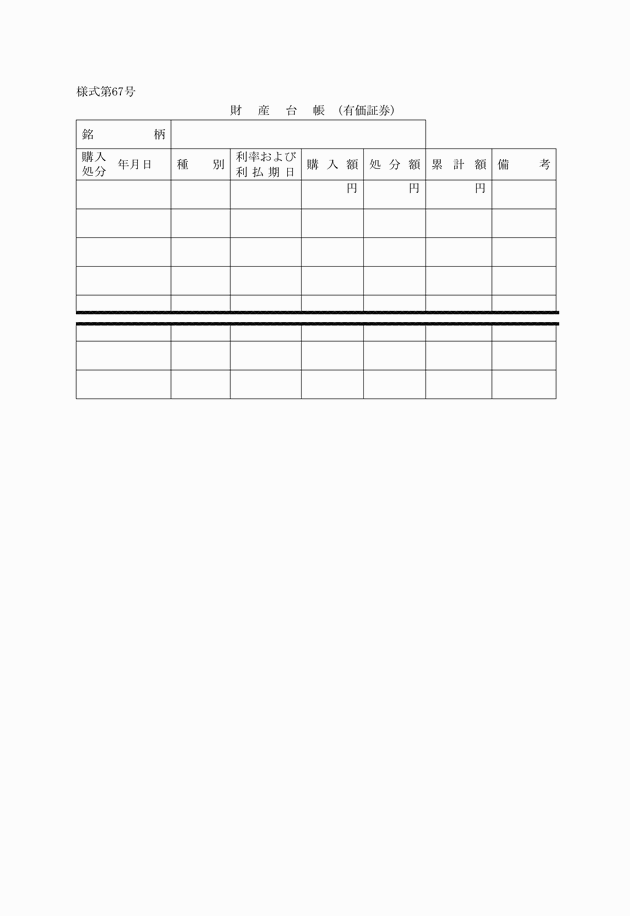 様式第67号
財産台帳 (有価証券)
銘柄
購入
処分 年月日
種別
利率および
利払期日
購入額
処分額
累計額
備考
円 円 円